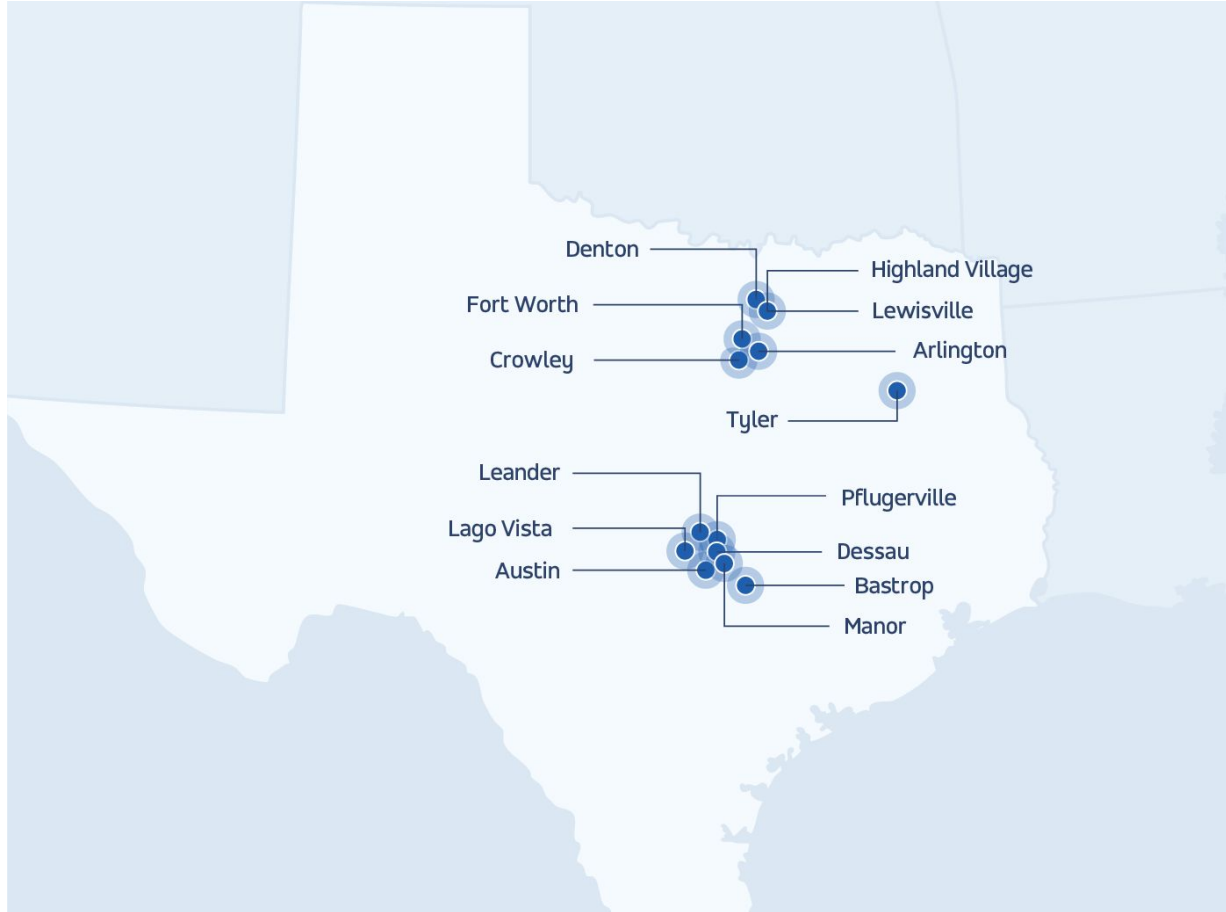 Denton
Highland Village
Fort Worth
Lewisville
Arlington
Crowley
Tyler
Leander
Pflugerville
Lago Vista
Dessau
Austin
Bastrop
Manor